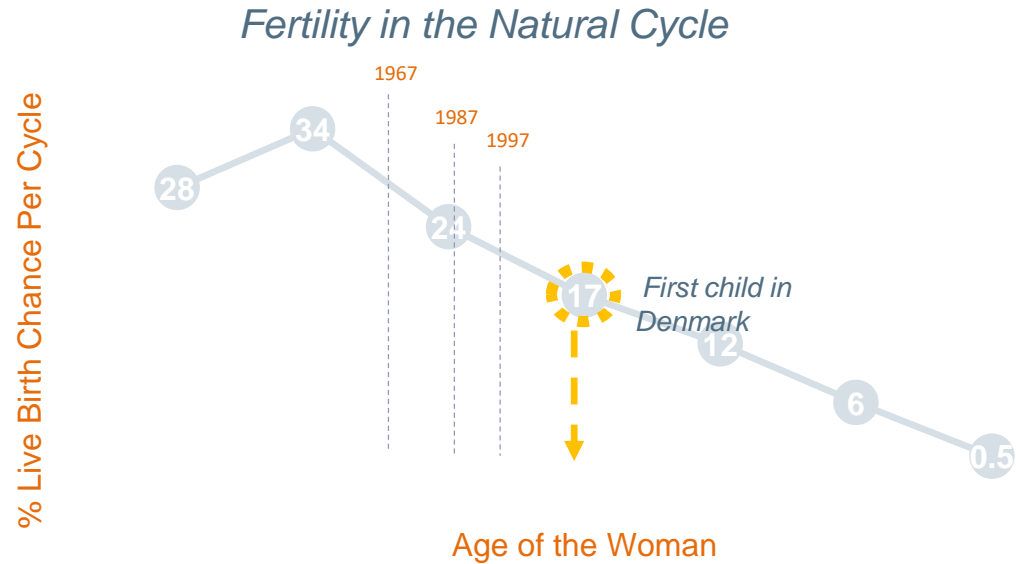 Fertility in the Natural Cycle
1967
1987
1997
% Live Birth Chance Per Cycle
28
34
24
17
First child in
Denmark
12
6
0.5
Age of the Woman